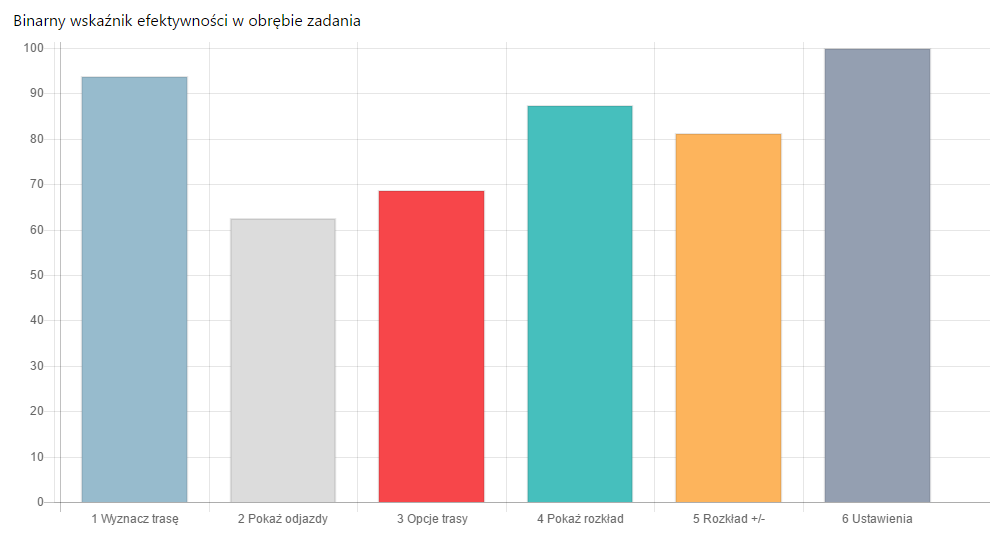 Binarny wskaźnik efektywności w obrębie zadania
100
90
80
70
60
50
40
30
20
10
0
1 Wyznacz trasę
2 Pokaż odjazdy
3 Opcje trasy
4 Pokaż rozkład
5 Rozkład +/-
6 Ustawienia